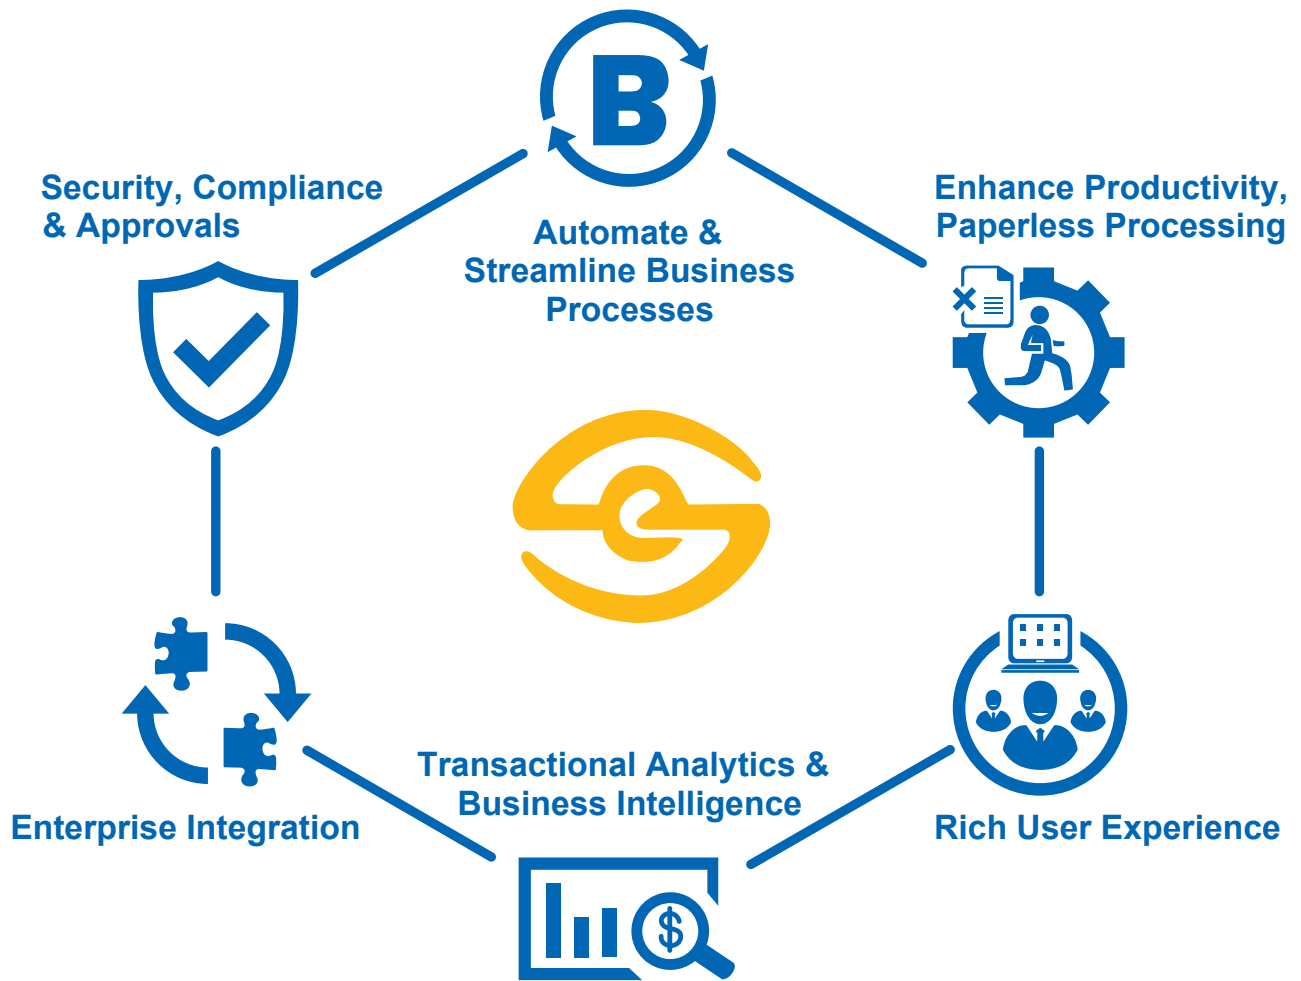 B
Automate &
Streamline Business
Processes
Enhance Productivity,
Paperless Processing
Rich User Experience
Transactional Analytics &
Business Intelligence
$
Enterprise Integration
Security, Compliance
& Approvals
e